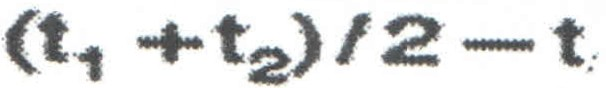 (t₁ + t₂) / 2 − t